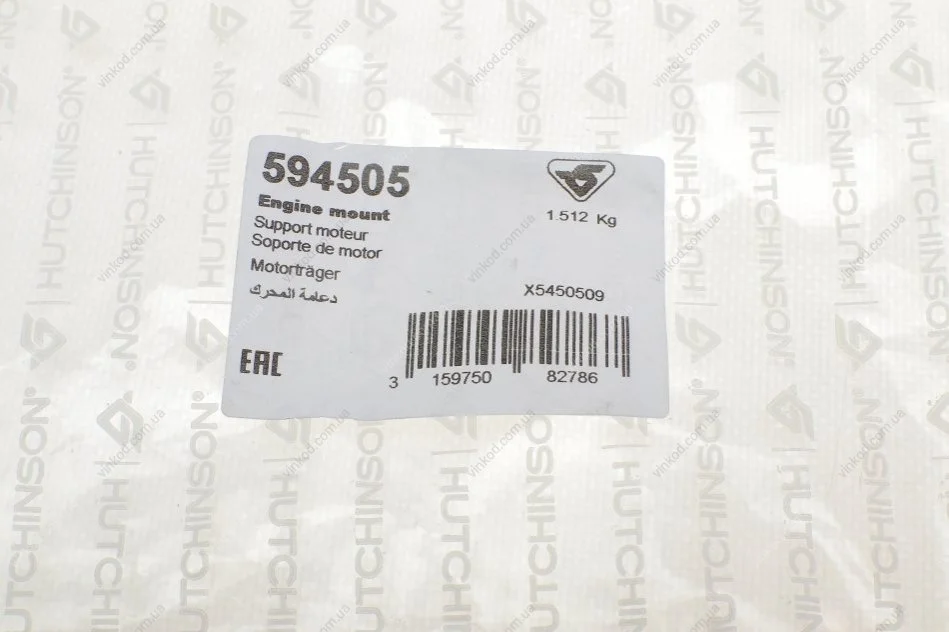 594505
Engine mount
Support moteur
Soporte de motor
Motorträger
دعامة المحرك
EAC
1.512 Kg
X5450509
3 159750 82786
HUTCHINSON®
vinkod.com.ua